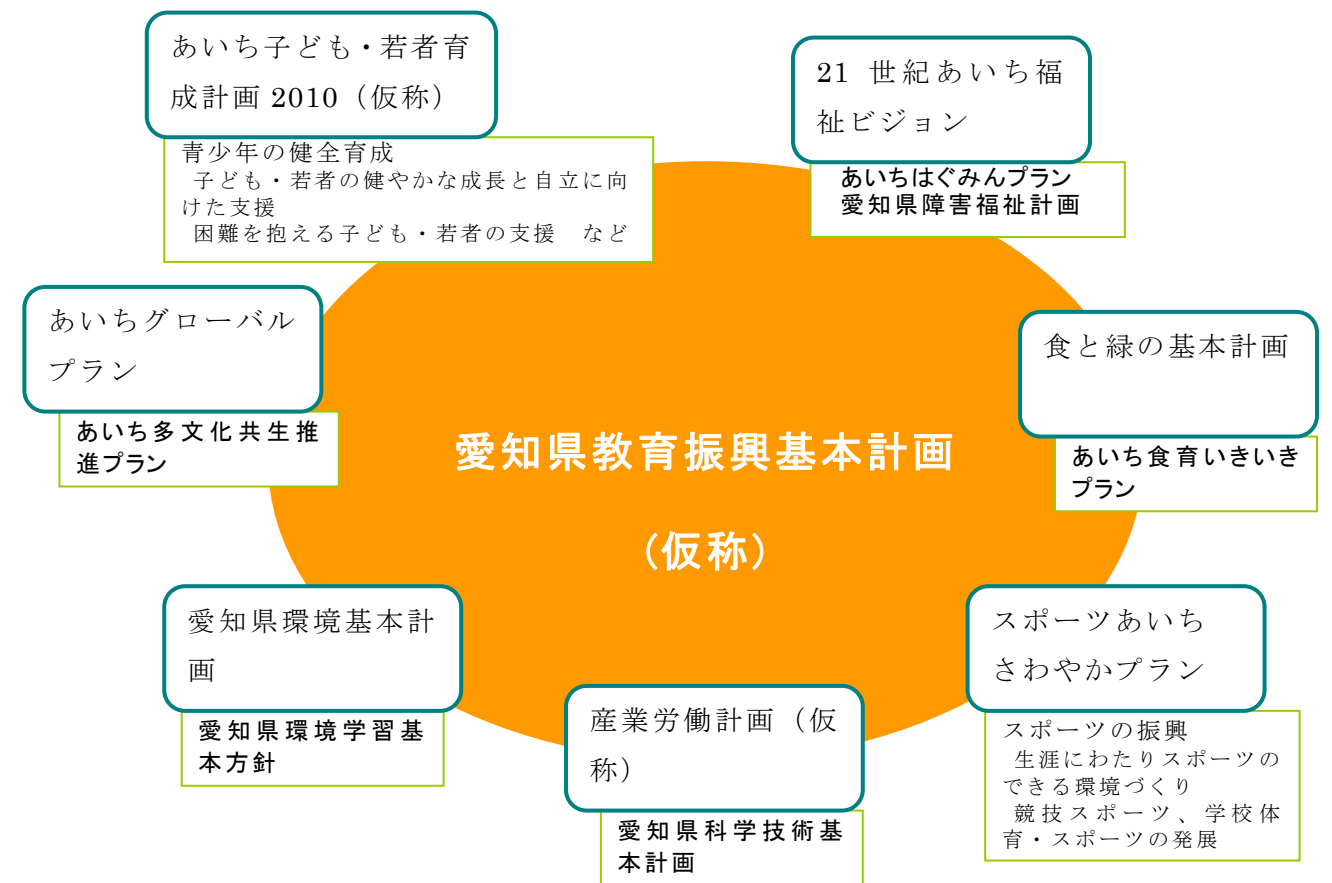 あいち子ども・若者育
成計画 2010（仮称）
青少年の健全育成
子ども・若者の健やかな成長と自立に向
けた支援
困難を抱える子ども・若者の支援　など
21 世紀あいち福
祉ビジョン
あいちはぐみんプラン
愛知県障害福祉計画
あいちグローバル
プラン
あいち多文化共生推
進プラン
食と緑の基本計画
あいち食育いきいき
プラン
愛知県教育振興基本計画
（仮称）
愛知県環境基本計
画
愛知県環境学習基
本方針
産業労働計画（仮
称）
愛知県科学技術基
本計画
スポーツあいち
さわやかプラン
スポーツの振興
生涯にわたりスポーツの
できる環境づくり
競技スポーツ、学校体
育・スポーツの発展